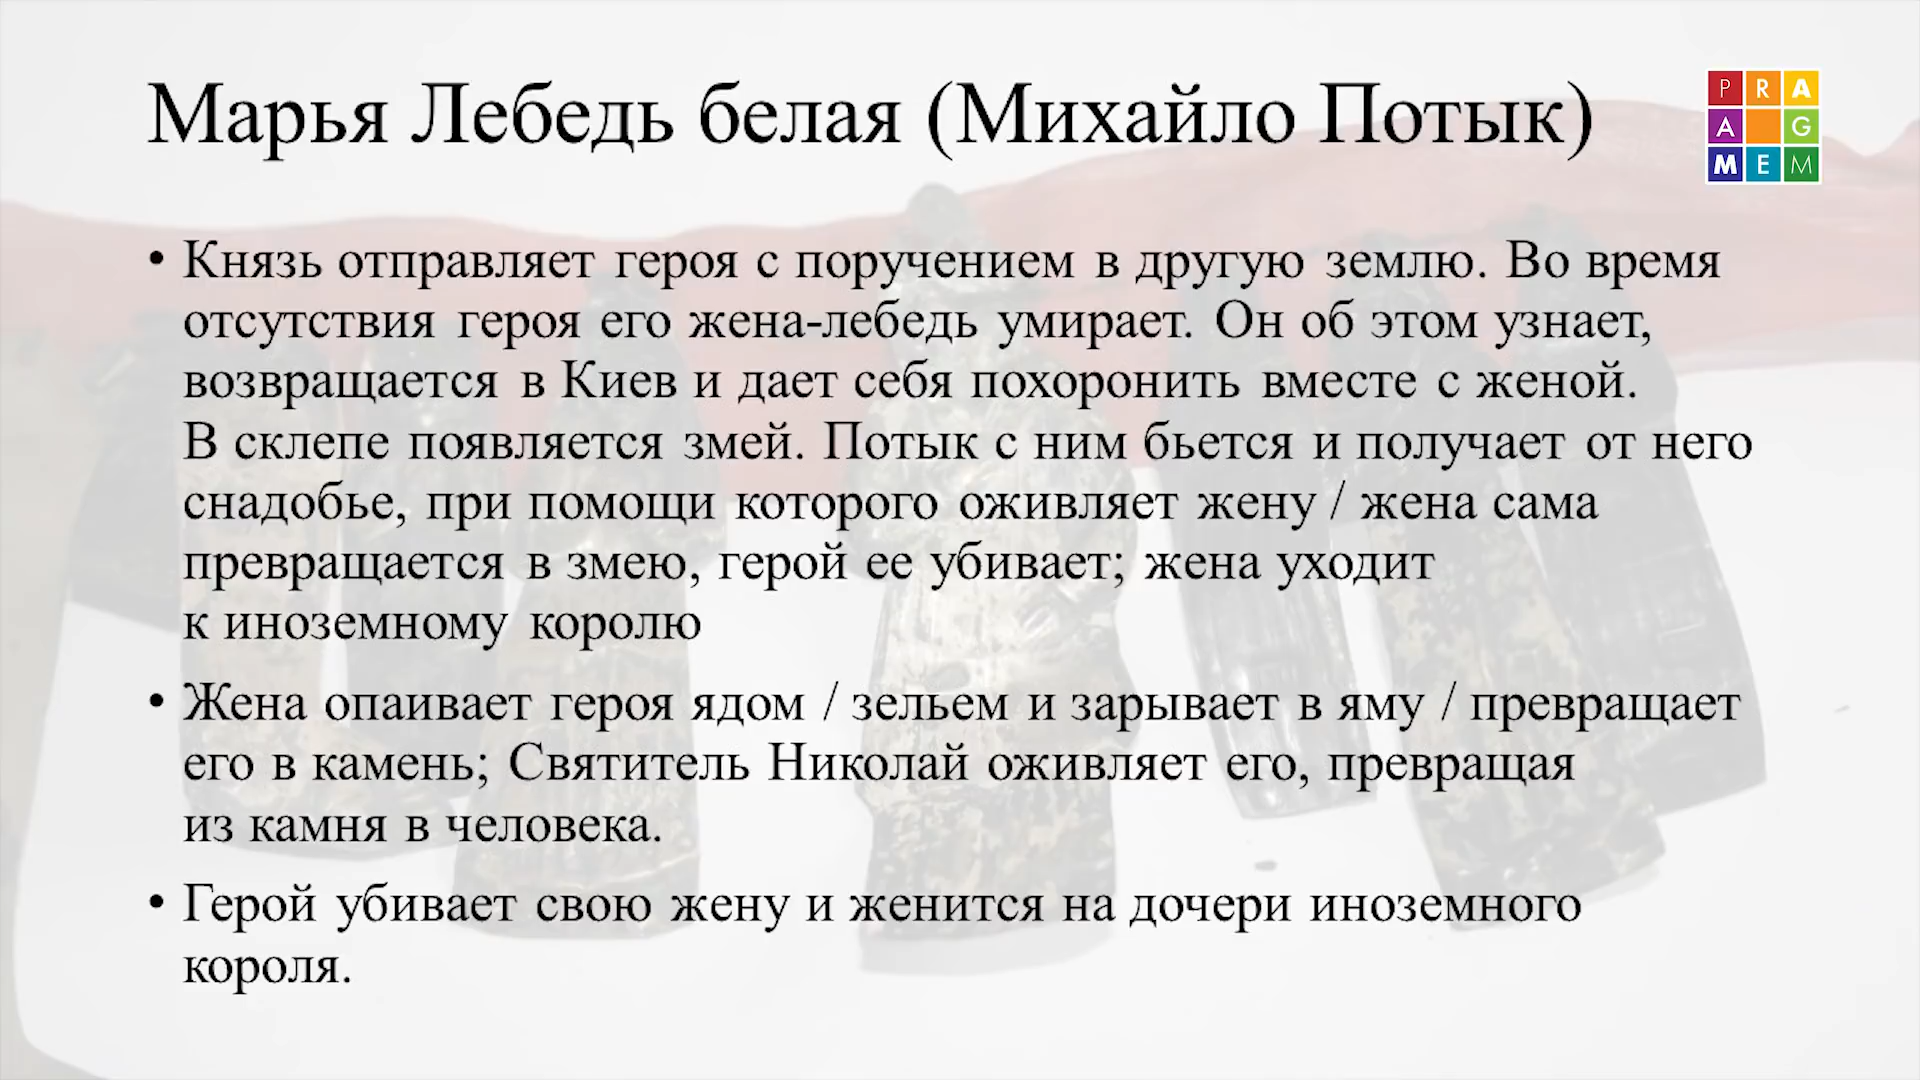 Марья Лебедь белая (Михайло Потык)
PRA
AG
MEM
• Князь отправляет героя с поручением в другую землю. Во время
отсутствия героя его жена-лебедь умирает. Он об этом узнает,
возвращается в Киев и дает себя похоронить вместе с женой.
В склепе появляется змей. Потык с ним бьется и получает от него
снадобье, при помощи которого оживляет жену / жена сама
превращается в змею, герой ее убивает; жена уходит
к иноземному королю
• Жена опаивает героя ядом / зельем и зарывает в яму / превращает
его в камень; Святитель Николай оживляет его, превращая
из камня в человека.
• Герой убивает свою жену и женится на дочери иноземного
короля.